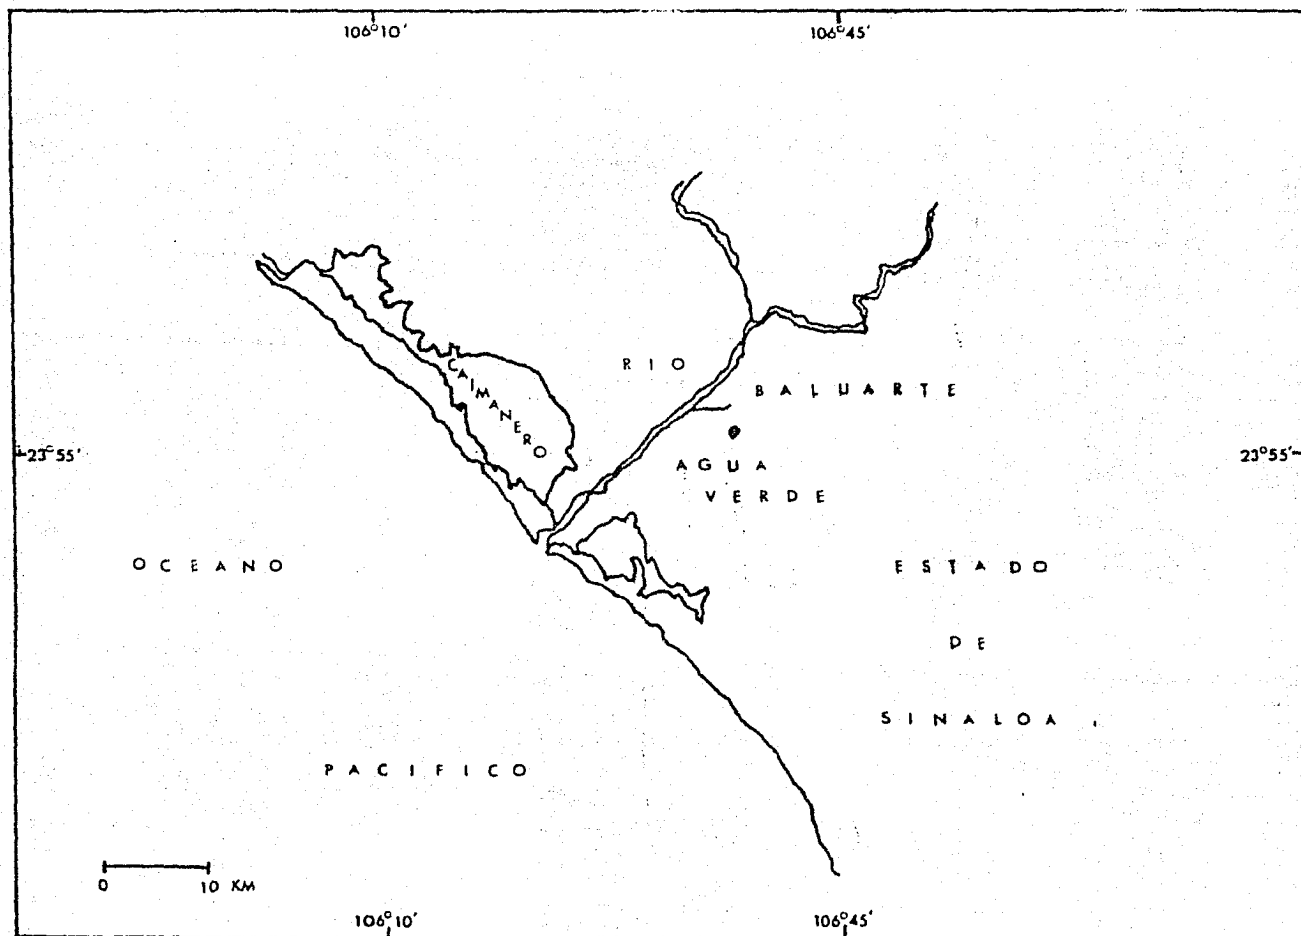 106°10' 106°45'
RIO
BALUARTE
CAIMANERO
23°55' 23°55'
AGUA
VERDE
OCEANO ESTADO
DE
SINALOA
PACIFICO
0 10 KM
106°10' 106°45'